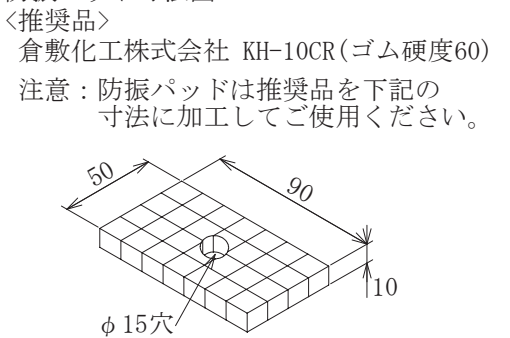 <推奨品>
倉敷化工株式会社 KH-10CR(ゴム硬度60)
注意：防振パッドは推奨品を下記の
寸法に加工してご使用ください。
50
90
10
φ15穴